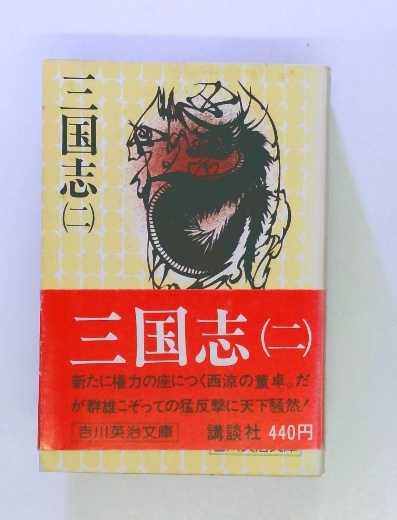 三国志(二)
三国志(二)
新たに権力の座につく西涼の董卓。だ
が群雄こぞっての猛反撃に天下騒然!
吉川英治文庫
講談社 440円